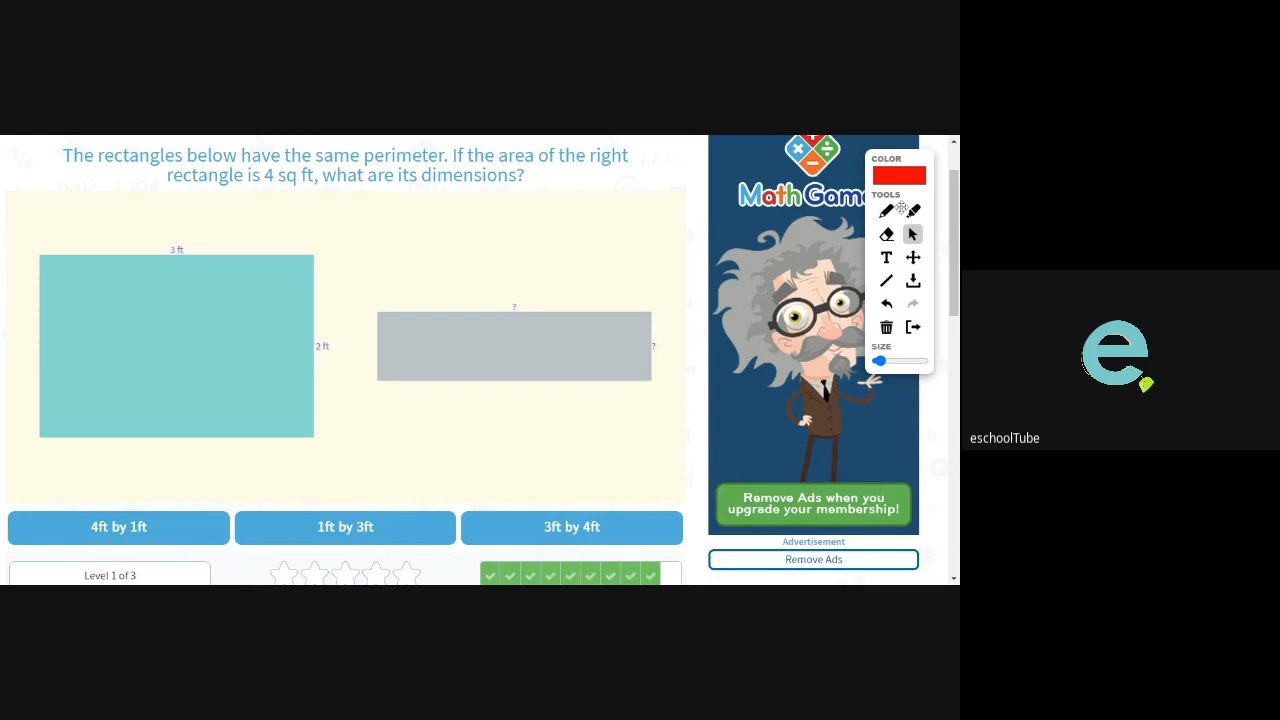 The rectangles below have the same perimeter. If the area of the right
rectangle is 4 sq ft, what are its dimensions?
3 ft
2 ft
?
?
4ft by 1ft
1ft by 3ft
3ft by 4ft
Level 1 of 3
Math Game
Remove Ads when you
upgrade your membership!
Advertisement
Remove Ads
COLOR
TOOLS
T
SIZE
e
eschoolTube